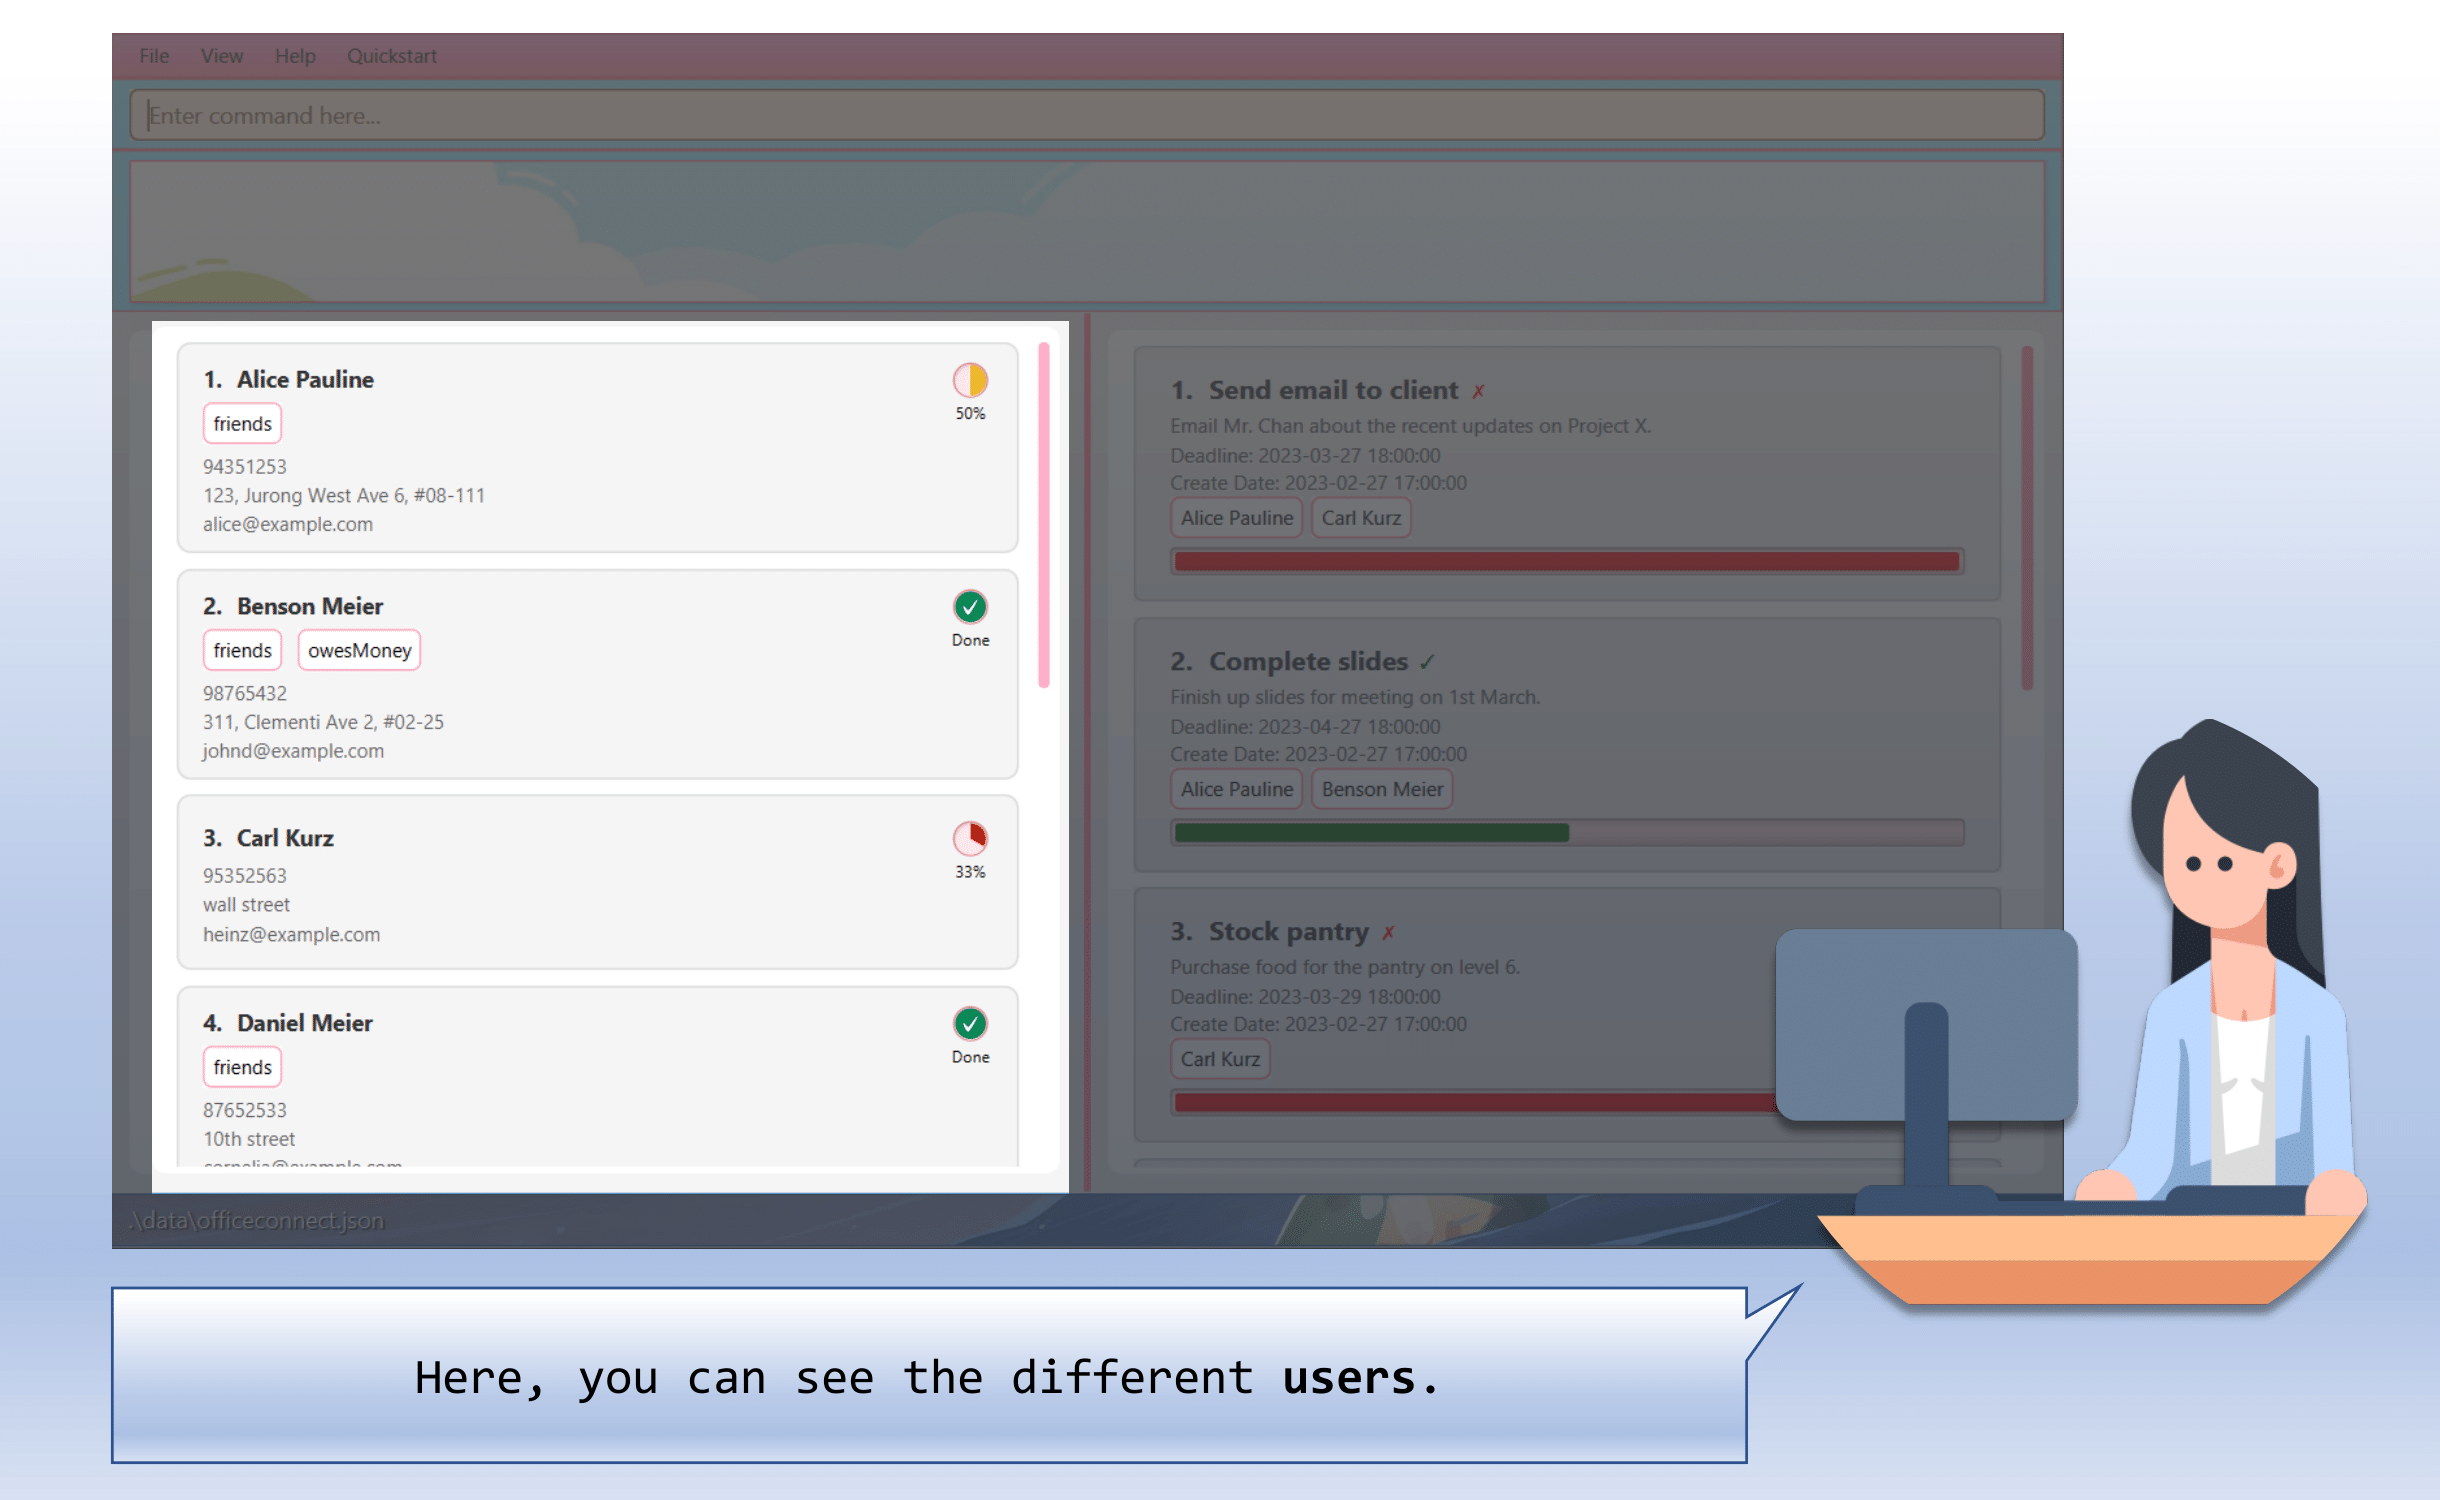 File View Help Quickstart
Enter command here...
1. Alice Pauline
50%
friends
94351253
123, Jurong West Ave 6, #08-111
alice@example.com
2. Benson Meier
friends owesMoney
Done
98765432
311, Clementi Ave 2, #02-25
johnd@example.com
3. Carl Kurz
33%
95352563
wall street
heinz@example.com
4. Daniel Meier
friends
Done
87652533
10th street
cornelia@example.com
1. Send email to client ✗
Email Mr. Chan about the recent updates on Project X.
Deadline: 2023-03-27 18:00:00
Create Date: 2023-02-27 17:00:00
Alice Pauline Carl Kurz
2. Complete slides ✓
Finish up slides for meeting on 1st March.
Deadline: 2023-04-27 18:00:00
Create Date: 2023-02-27 17:00:00
Alice Pauline Benson Meier
3. Stock pantry ✗
Purchase food for the pantry on level 6.
Deadline: 2023-03-29 18:00:00
Create Date: 2023-02-27 17:00:00
Carl Kurz
.\data\officeconnect.json
Here, you can see the different users.